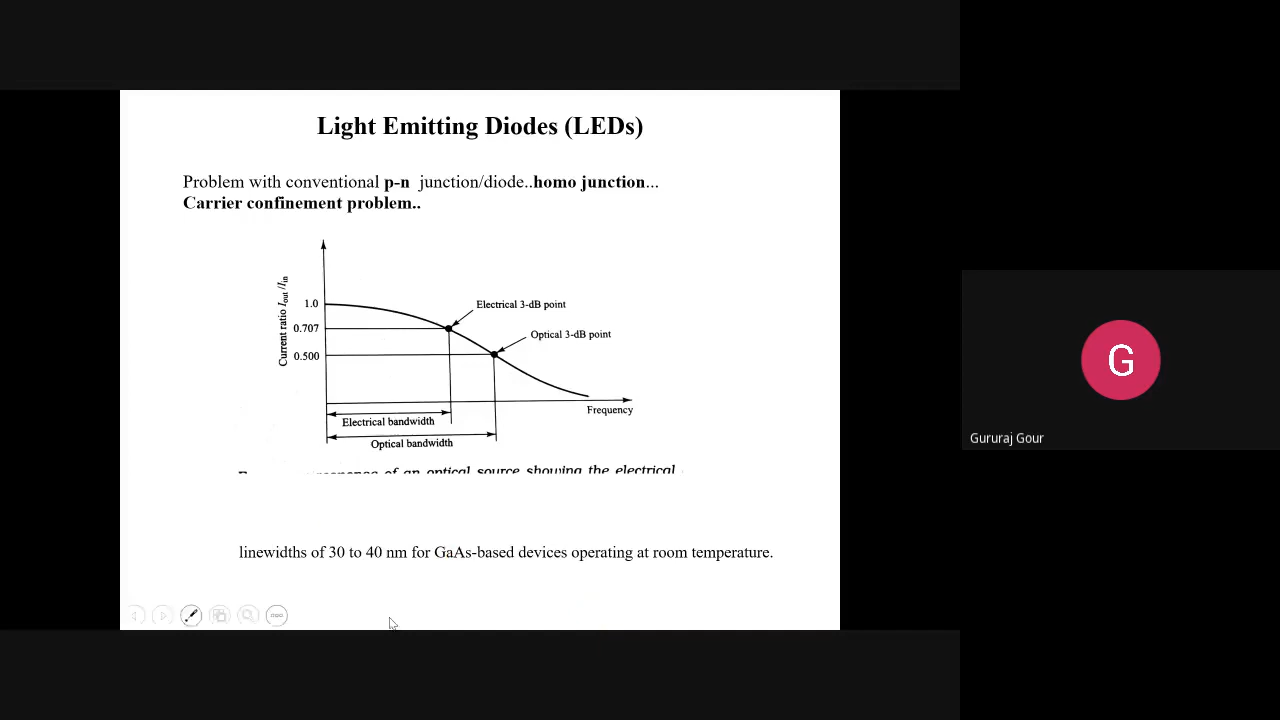 Light Emitting Diodes (LEDs)
Problem with conventional p-n junction/diode..homo junction...
Carrier confinement problem..
Current ratio Iout/Iin
1.0
0.707
0.500
Electrical 3-dB point
Optical 3-dB point
Frequency
Electrical bandwidth
Optical bandwidth
of an optical source showing the electrical
linewidths of 30 to 40 nm for GaAs-based devices operating at room temperature.
G
Gururaj Gour